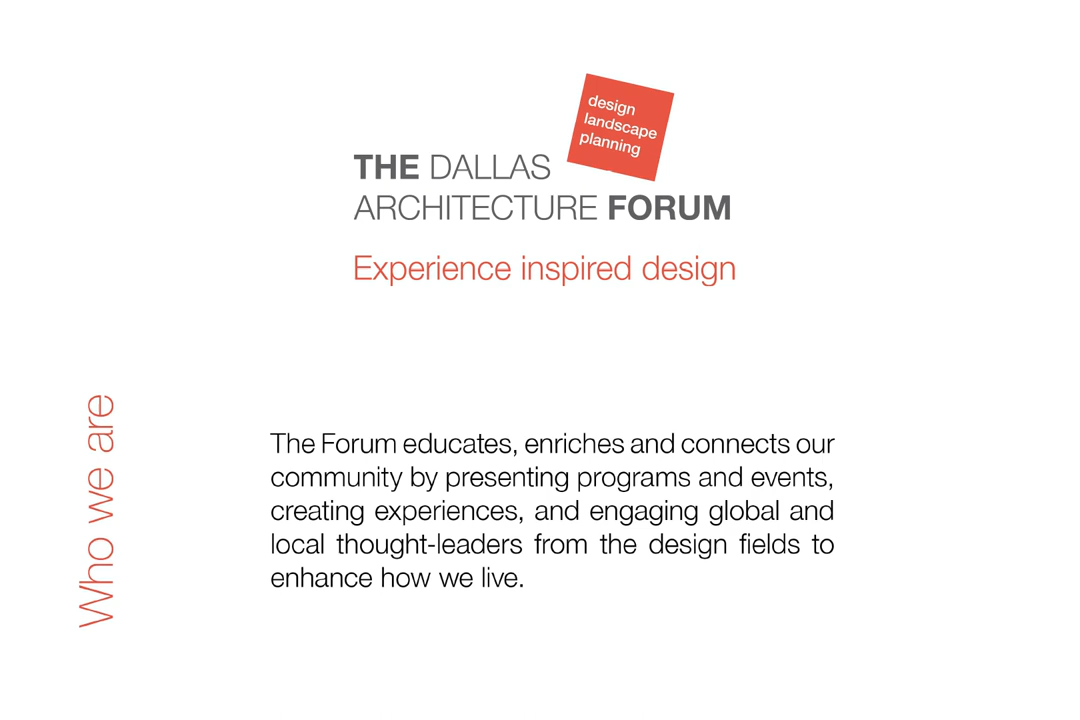 design
landscape
planning
THE DALLAS
ARCHITECTURE FORUM
Experience inspired design
Who we are
The Forum educates, enriches and connects our
community by presenting programs and events,
creating experiences, and engaging global and
local thought-leaders from the design fields to
enhance how we live.